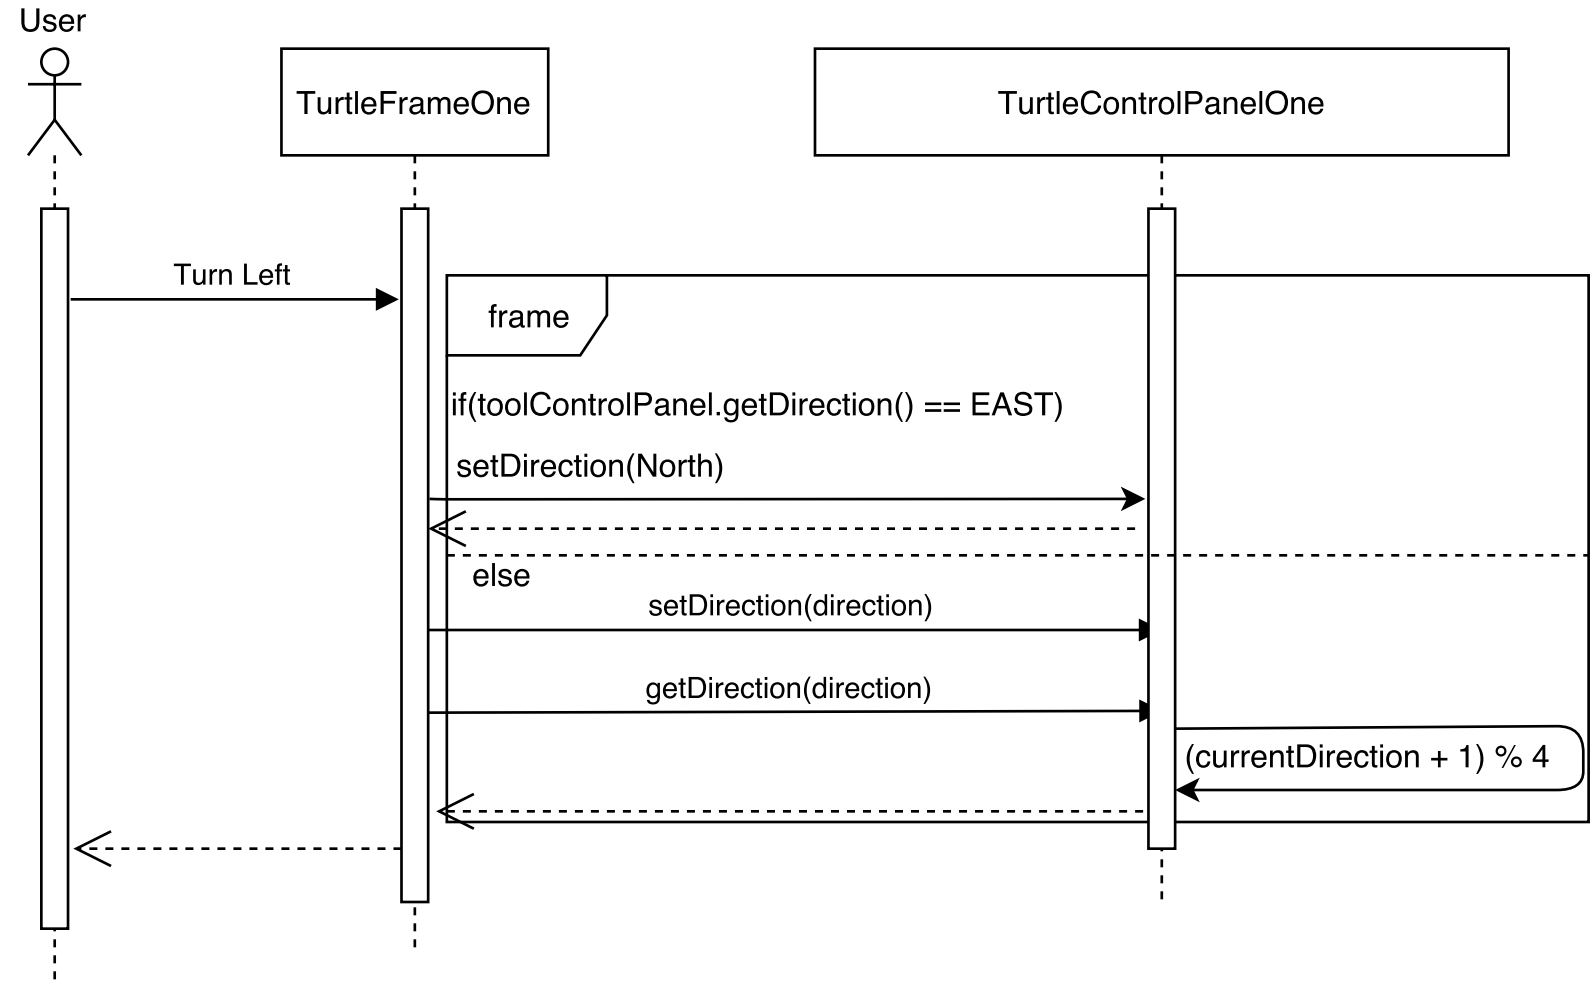 User
TurtleFrameOne
TurtleControlPanelOne
Turn Left
frame
if(toolControlPanel.getDirection() == EAST)
setDirection(North)
else
setDirection(direction)
getDirection(direction)
(currentDirection + 1) % 4